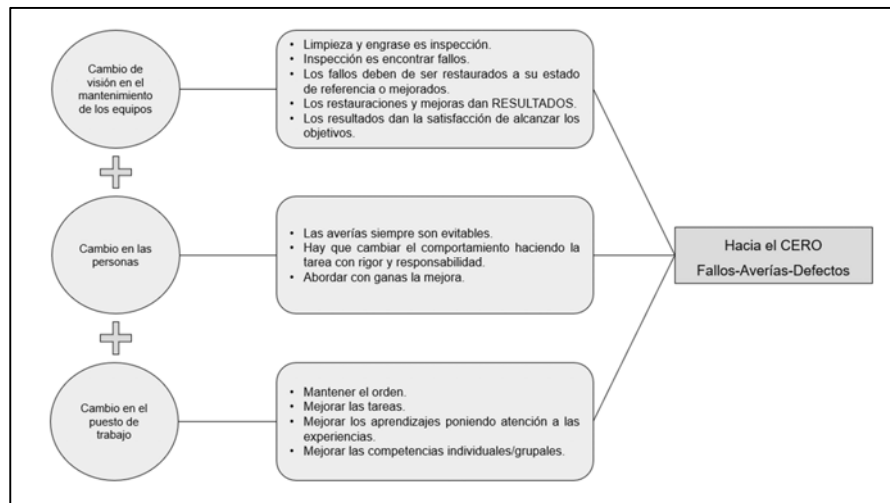 Cambio de
visión en el
mantenimiento
de los equipos
• Limpieza y engrase es inspección.
• Inspección es encontrar fallos.
• Los fallos deben de ser restaurados a su estado
de referencia o mejorados.
• Los restauraciones y mejoras dan RESULTADOS.
• Los resultados dan la satisfacción de alcanzar los
objetivos.
Cambio en las
personas
• Las averías siempre son evitables.
• Hay que cambiar el comportamiento haciendo la
tarea con rigor y responsabilidad.
• Abordar con ganas la mejora.
Cambio en el
puesto de
trabajo
• Mantener el orden.
• Mejorar las tareas.
• Mejorar los aprendizajes poniendo atención a las
experiencias.
• Mejorar las competencias individuales/grupales.
Hacia el CERO
Fallos-Averías-Defectos